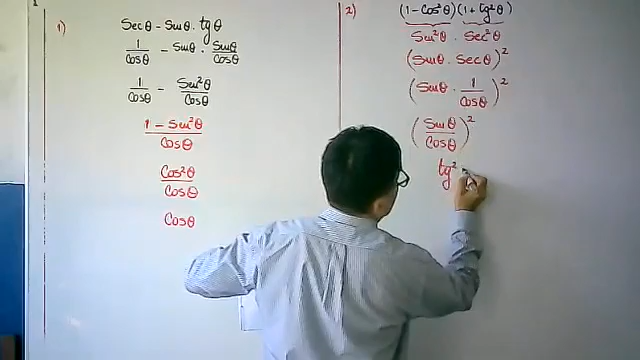 1)
Secθ - Senθ . tgθ
1/Cosθ - Senθ . Senθ/Cosθ
1/Cosθ - Sen²θ/Cosθ
1 - Sen²θ/Cosθ
Cos²θ/Cosθ
Cosθ
2)
(1-Cos²θ)(1+tg²θ)
Sen²θ . Sec²θ
(Senθ . Secθ)²
(Senθ . 1/Cosθ)²
(Senθ/Cosθ)²
tg²